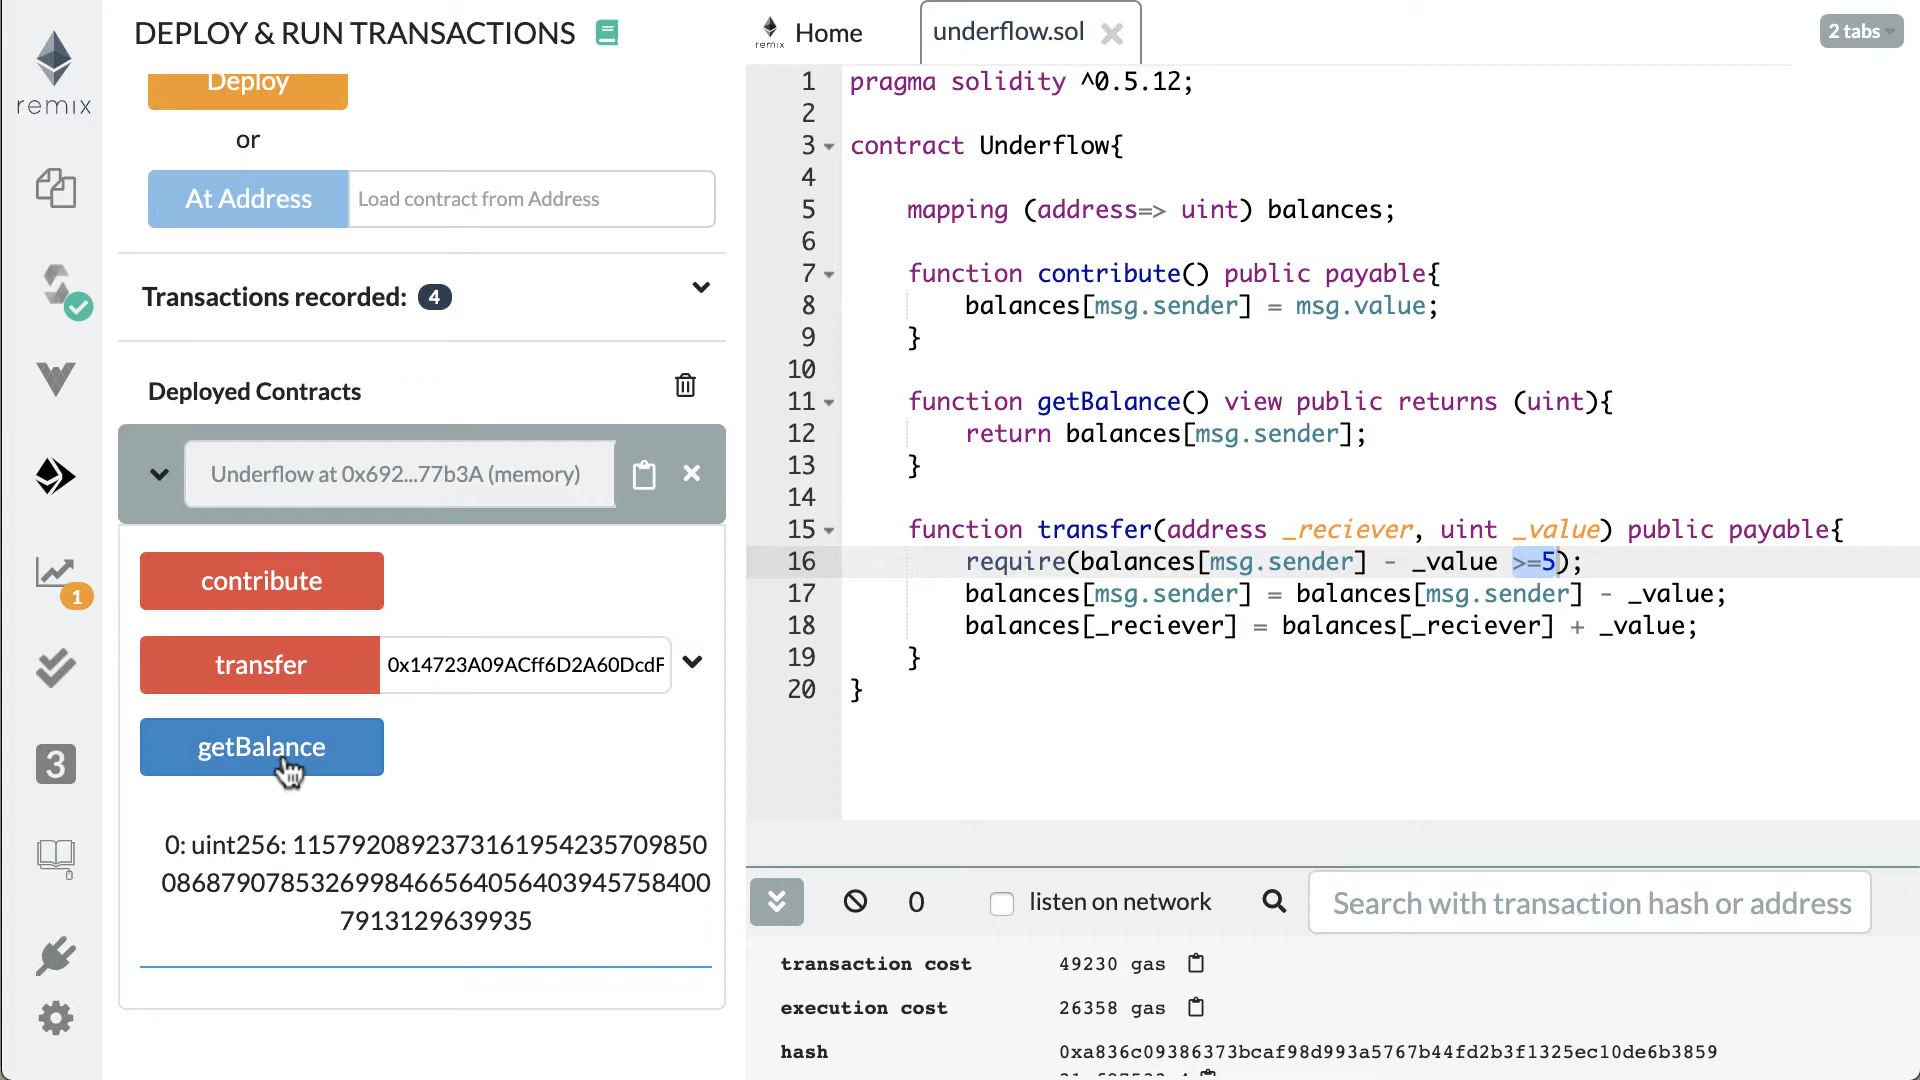 DEPLOY & RUN TRANSACTIONS
remix
Deploy
or
At Address
Load contract from Address
Transactions recorded: 4
Deployed Contracts
Underflow at 0x692...77b3A (memory)
contribute
transfer
0x14723A09ACff6D2A60DcdF
getBalance
0: uint256: 1157920892373161954235709850
0868790785326998466564056403945758400
7913129639935
1
3
remix
Home
underflow.sol
2 tabs
1 pragma solidity ^0.5.12;
2
3 contract Underflow{
4
5 mapping (address=> uint) balances;
6
7 function contribute() public payable{
8 balances[msg.sender] = msg.value;
9 }
10
11 function getBalance() view public returns (uint){
12 return balances[msg.sender];
13 }
14
15 function transfer(address _reciever, uint _value) public payable{
16 require(balances[msg.sender] - _value >=5);
17 balances[msg.sender] = balances[msg.sender] - _value;
18 balances[_reciever] = balances[_reciever] + _value;
19 }
20 }
0
listen on network
Search with transaction hash or address
transaction cost 49230 gas
execution cost 26358 gas
hash 0xa836c09386373bcaf98d993a5767b44fd2b3f1325ec10de6b3859